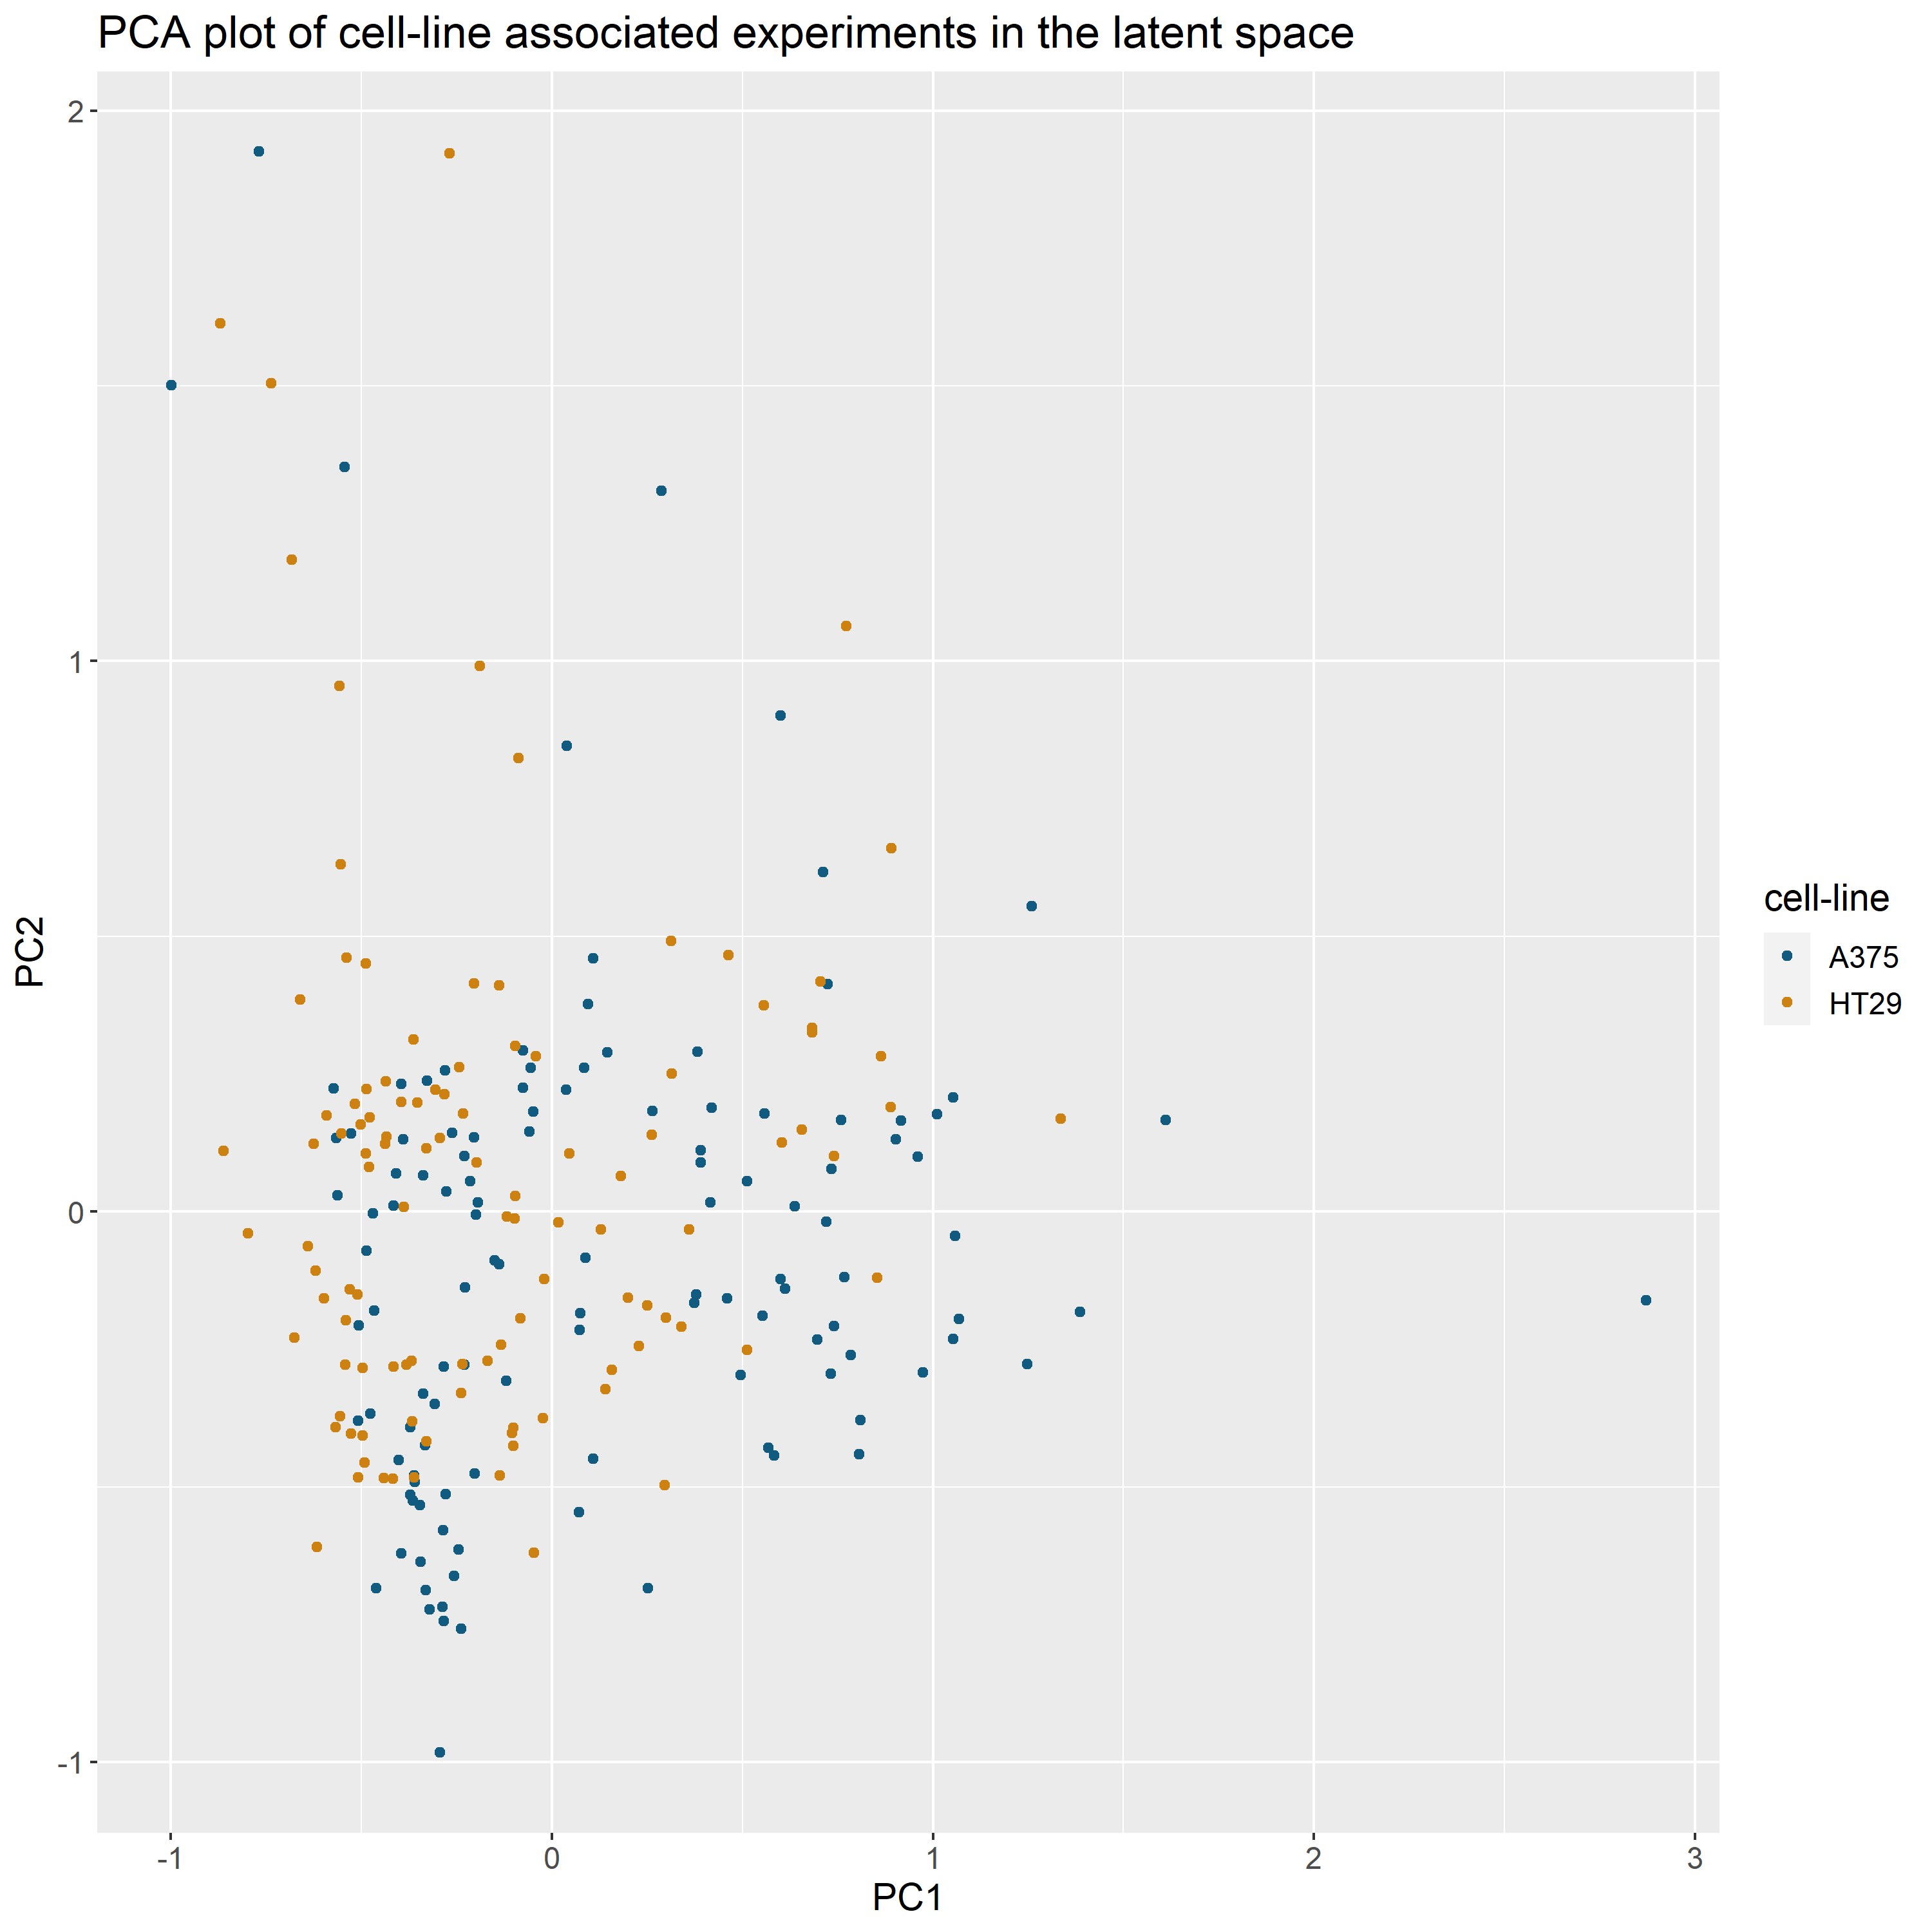 PCA plot of cell-line associated experiments in the latent space
2
1
0
-1
PC2
-1
0
1
2
3
PC1
cell-line
A375
HT29